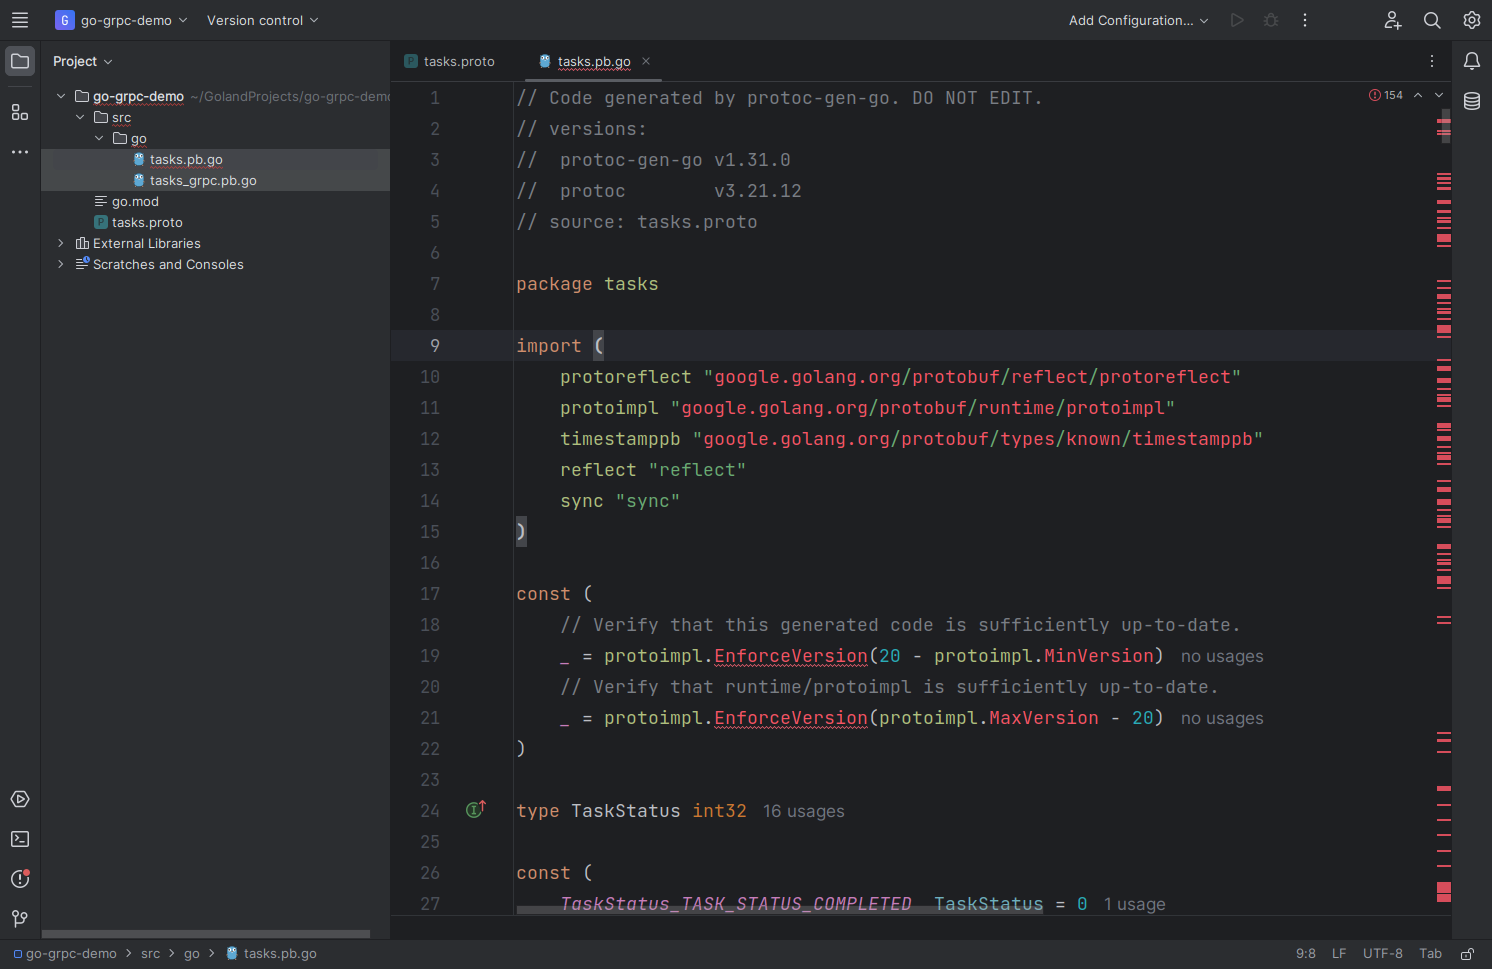 G go-grpc-demo Version control Add Configuration...
Project
tasks.proto tasks.pb.go
go-grpc-demo ~/GolandProjects/go-grpc-demo
src
go
tasks.pb.go
tasks_grpc.pb.go
go.mod
tasks.proto
External Libraries
Scratches and Consoles
154
1 // Code generated by protoc-gen-go. DO NOT EDIT.
2 // versions:
3 //  protoc-gen-go v1.31.0
4 //  protoc        v3.21.12
5 // source: tasks.proto
6
7 package tasks
8
9 import (
10 protoreflect "google.golang.org/protobuf/reflect/protoreflect"
11 protoimpl "google.golang.org/protobuf/runtime/protoimpl"
12 timestamppb "google.golang.org/protobuf/types/known/timestamppb"
13 reflect "reflect"
14 sync "sync"
15 )
16
17 const (
18 // Verify that this generated code is sufficiently up-to-date.
19 _ = protoimpl.EnforceVersion(20 - protoimpl.MinVersion) no usages
20 // Verify that runtime/protoimpl is sufficiently up-to-date.
21 _ = protoimpl.EnforceVersion(protoimpl.MaxVersion - 20) no usages
22 )
23
24 type TaskStatus int32 16 usages
25
26 const (
27 TaskStatus_TASK_STATUS_COMPLETED TaskStatus = 0 1 usage
go-grpc-demo > src > go > tasks.pb.go 9:8 LF UTF-8 Tab